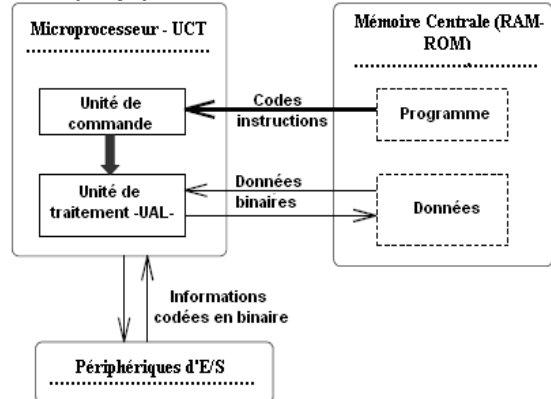 Microprocesseur - UCT
Mémoire Centrale (RAM-
ROM)
Unité de
commande
Codes
instructions
Programme
Unité de
traitement -UAL-
Données
binaires
Données
Informations
codées en binaire
Périphériques d'E/S